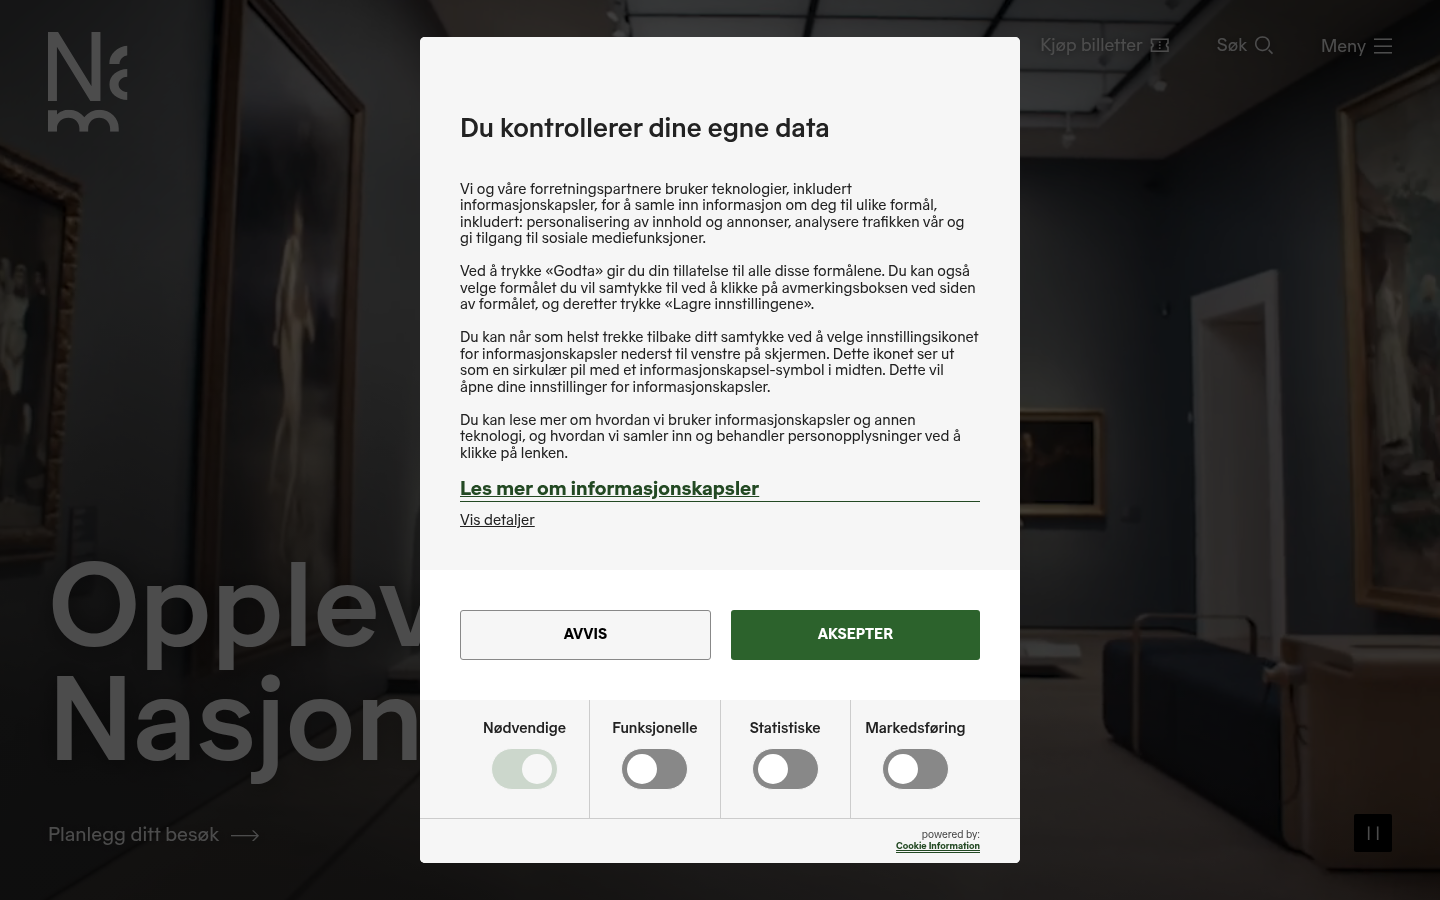 Na
m
Kjøp billetter
Søk
Meny
Du kontrollerer dine egne data
Vi og våre forretningspartnere bruker teknologier, inkludert
informasjonskapsler, for å samle inn informasjon om deg til ulike formål,
inkludert: personalisering av innhold og annonser, analysere trafikken vår og
gi tilgang til sosiale mediefunksjoner.
Ved å trykke «Godta» gir du din tillatelse til alle disse formålene. Du kan også
velge formålet du vil samtykke til ved å klikke på avmerkingsboksen ved siden
av formålet, og deretter trykke «Lagre innstillingene».
Du kan når som helst trekke tilbake ditt samtykke ved å velge innstillingsikonet
for informasjonskapsler nederst til venstre på skjermen. Dette ikonet ser ut
som en sirkulær pil med et informasjonskapsel-symbol i midten. Dette vil
åpne dine innstillinger for informasjonskapsler.
Du kan lese mer om hvordan vi bruker informasjonskapsler og annen
teknologi, og hvordan vi samler inn og behandler personopplysninger ved å
klikke på lenken.
Les mer om informasjonskapsler
Vis detaljer
AVVIS
AKSEPTER
Nødvendige
Funksjonelle
Statistiske
Markedsføring
powered by:
Cookie Information
Opplev
Nasjon
Planlegg ditt besøk